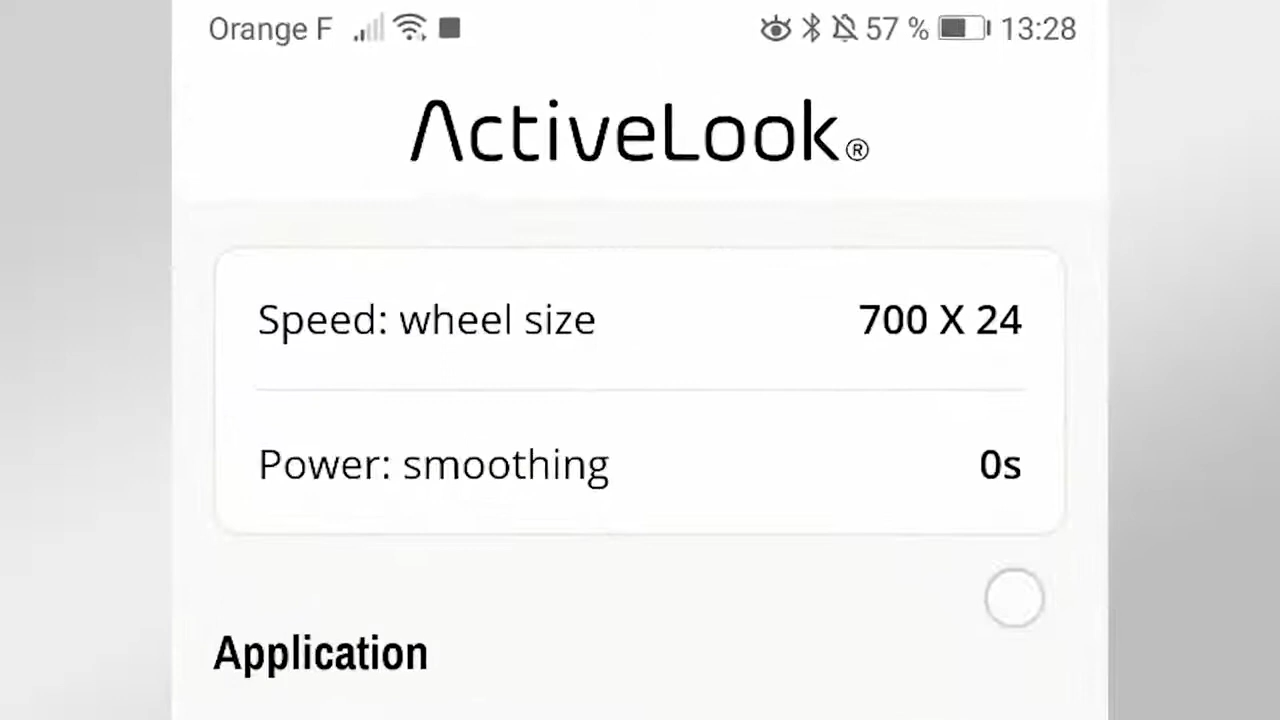 Orange F 57 % 13:28
ActiveLook®
Speed: wheel size 700 X 24
Power: smoothing 0s
Application